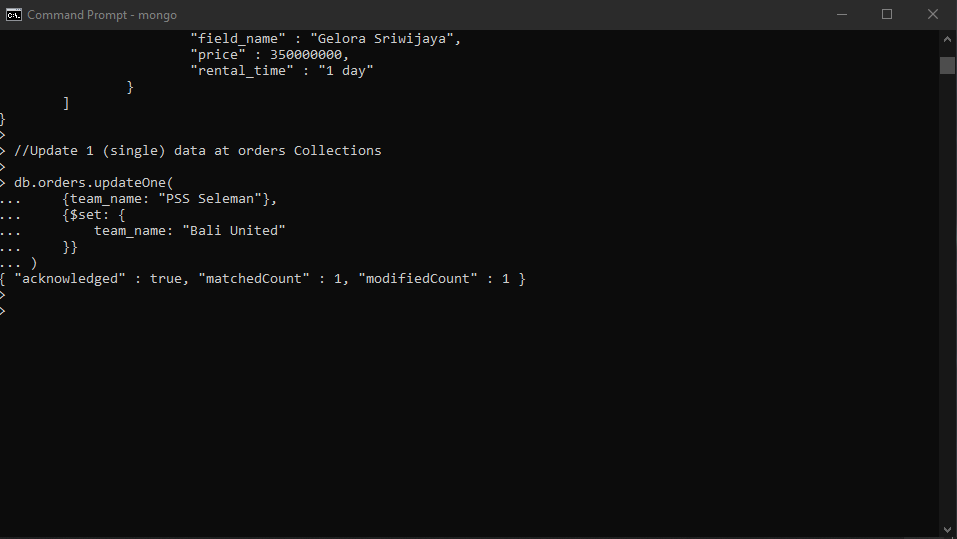 Command Prompt - mongo
"field_name" : "Gelora Sriwijaya",
"price" : 350000000,
"rental_time" : "1 day"
}
]
}
>
> //Update 1 (single) data at orders Collections
>
> db.orders.updateOne(
... {team_name: "PSS Seleman"},
... {$set: {
... team_name: "Bali United"
... }}
... )
{ "acknowledged" : true, "matchedCount" : 1, "modifiedCount" : 1 }
>
>